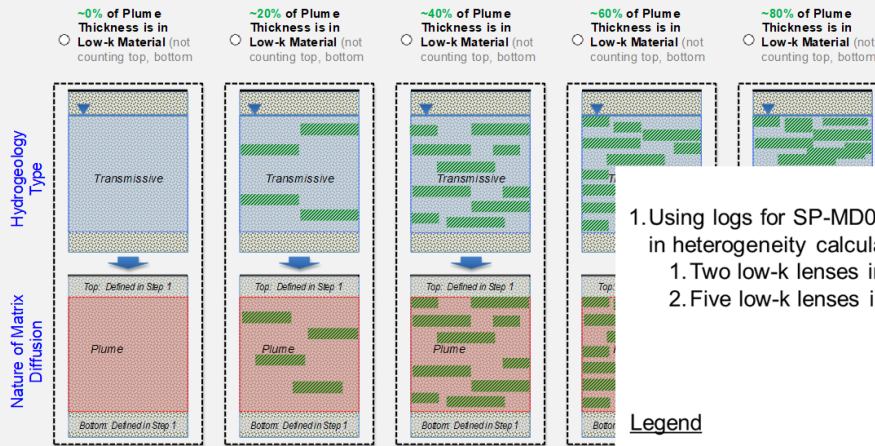 ~0% of Plume
Thickness is in
Low-k Material (not
counting top, bottom
~20% of Plume
Thickness is in
Low-k Material (not
counting top, bottom
~40% of Plume
Thickness is in
Low-k Material (not
counting top, bottom
~60% of Plume
Thickness is in
Low-k Material (not
counting top, bottom
~80% of Plume
Thickness is in
Low-k Material (not
counting top, bottom
Hydrogeology
Type
Transmissive
Transmissive
Transmissive
Nature of Matrix
Diffusion
Top: Defined in Step 1
Top: Defined in Step 1
Top: Defined in Step 1
Top:
Plume
Plume
Plume
Bottom: Defined in Step 1
Bottom: Defined in Step 1
Bottom: Defined in Step 1
1. Using logs for SP-MD0
in heterogeneity calcula
1. Two low-k lenses i
2. Five low-k lenses i
Legend